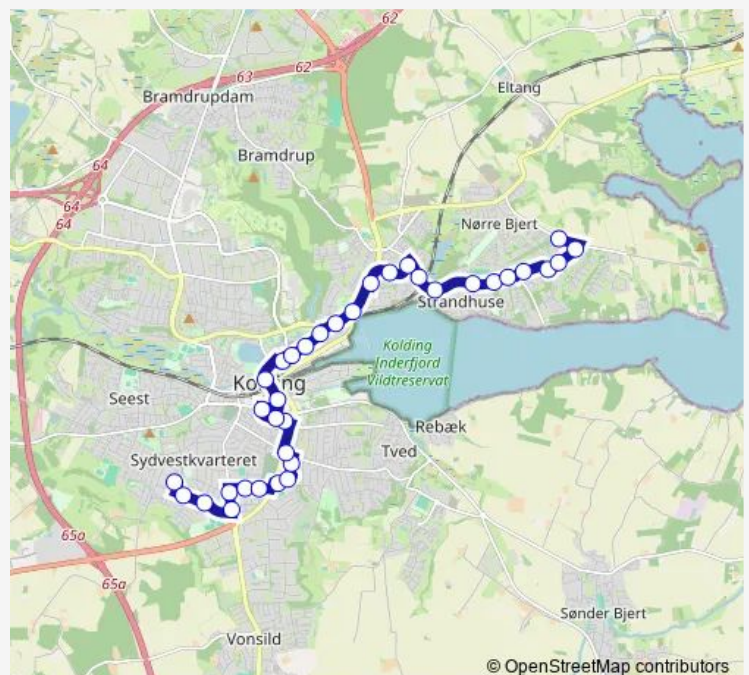 62
62
63
Bramdrupdam
Eltang
Bramdrup
64
64
64
Nørre Bjert
Strandhuse
Kolding
Inderfjord
Vildtreservat
Kolding
Seest
Rebæk
Tved
Sydvestkvarteret
65a
65a
Sønder Bjert
Vonsild
© OpenStreetMap contributors